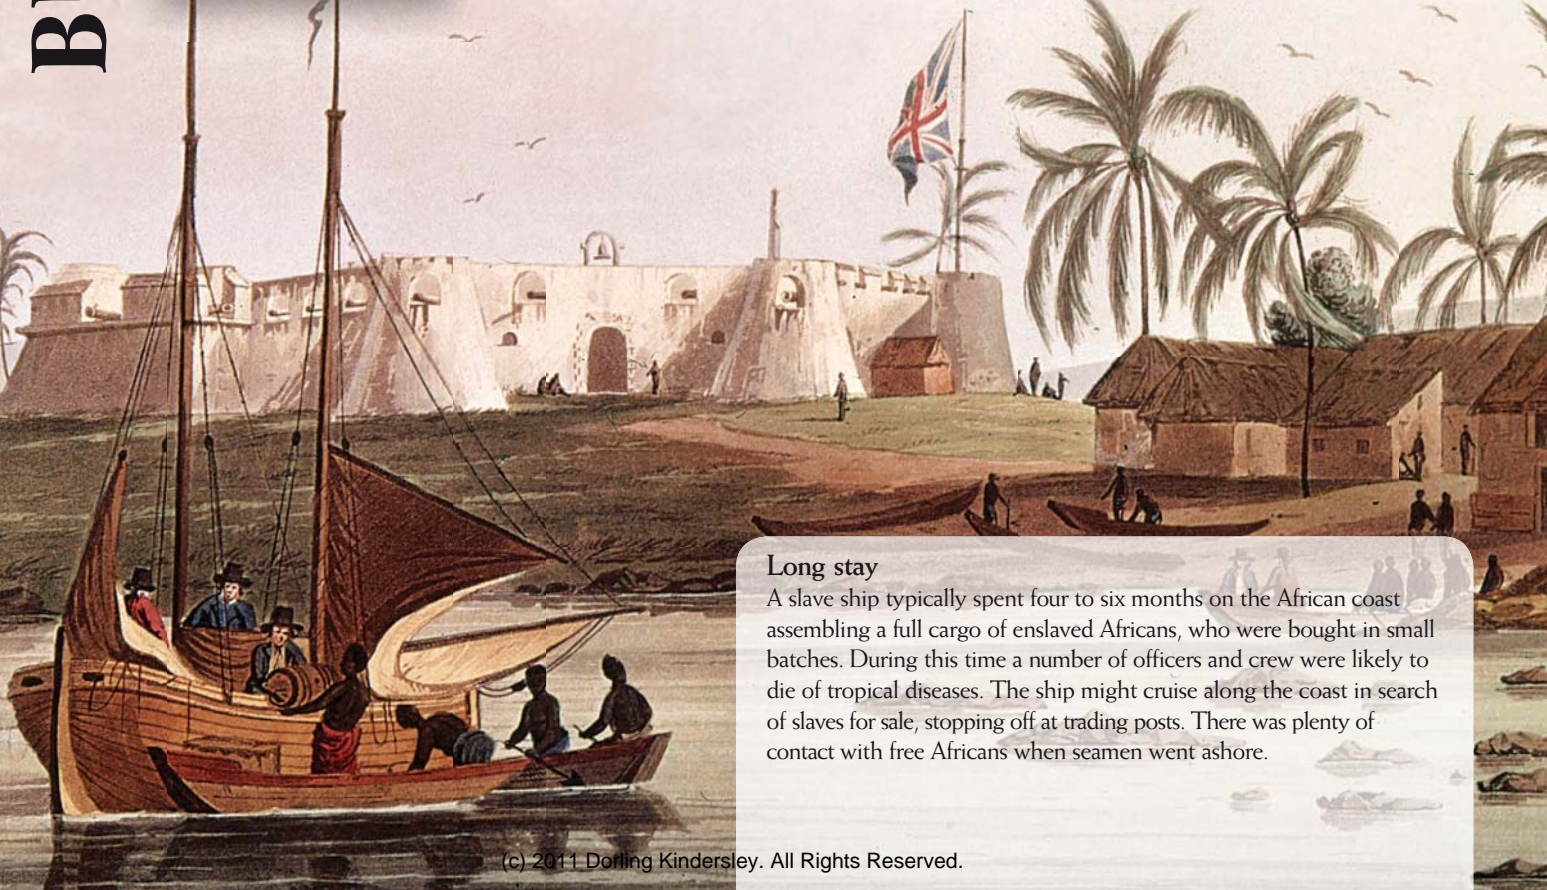 Long stay
A slave ship typically spent four to six months on the African coast
assembling a full cargo of enslaved Africans, who were bought in small
batches. During this time a number of officers and crew were likely to
die of tropical diseases. The ship might cruise along the coast in search
of slaves for sale, stopping off at trading posts. There was plenty of
contact with free Africans when seamen went ashore.
(c) 2011 Dorling Kindersley. All Rights Reserved.